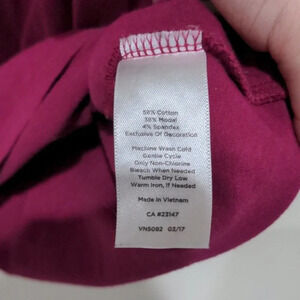 58% Cotton
38% Modal
4% Spandex
Exclusive Of Decoration
Machine Wash Cold
Gentle Cycle
Only Non-Chlorine
Bleach When Needed
Tumble Dry Low
Warm Iron, If Needed
Made in Vietnam
CA #23147
VN5092 03/17